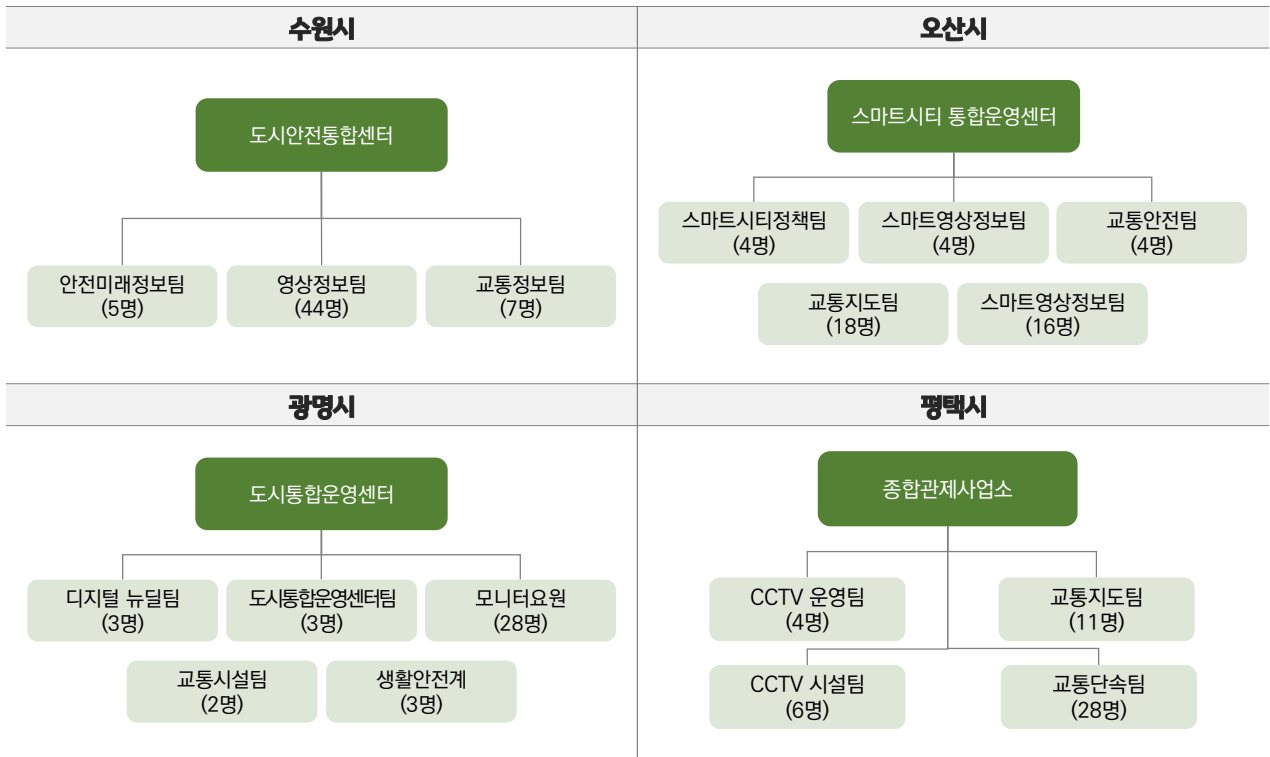 수원시
도시안전통합센터
안전미래정보팀
(5명)
영상정보팀
(44명)
교통정보팀
(7명)
오산시
스마트시티 통합운영센터
스마트시티정책팀
(4명)
스마트영상정보팀
(4명)
교통안전팀
(4명)
교통지도팀
(18명)
스마트영상정보팀
(16명)
광명시
도시통합운영센터
디지털 뉴딜팀
(3명)
도시통합운영센터팀
(3명)
모니터요원
(28명)
교통시설팀
(2명)
생활안전계
(3명)
평택시
종합관제사업소
CCTV 운영팀
(4명)
교통지도팀
(11명)
CCTV 시설팀
(6명)
교통단속팀
(28명)